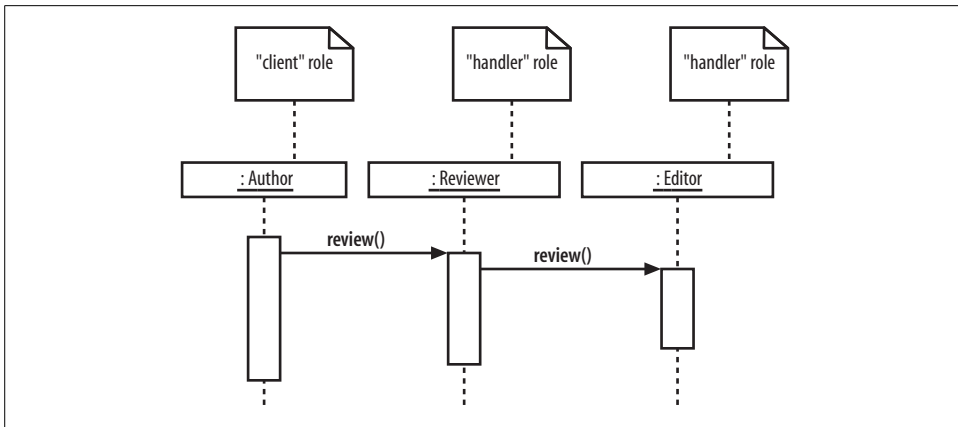 "client" role
"handler" role
"handler" role
: Author
: Reviewer
: Editor
review()
review()